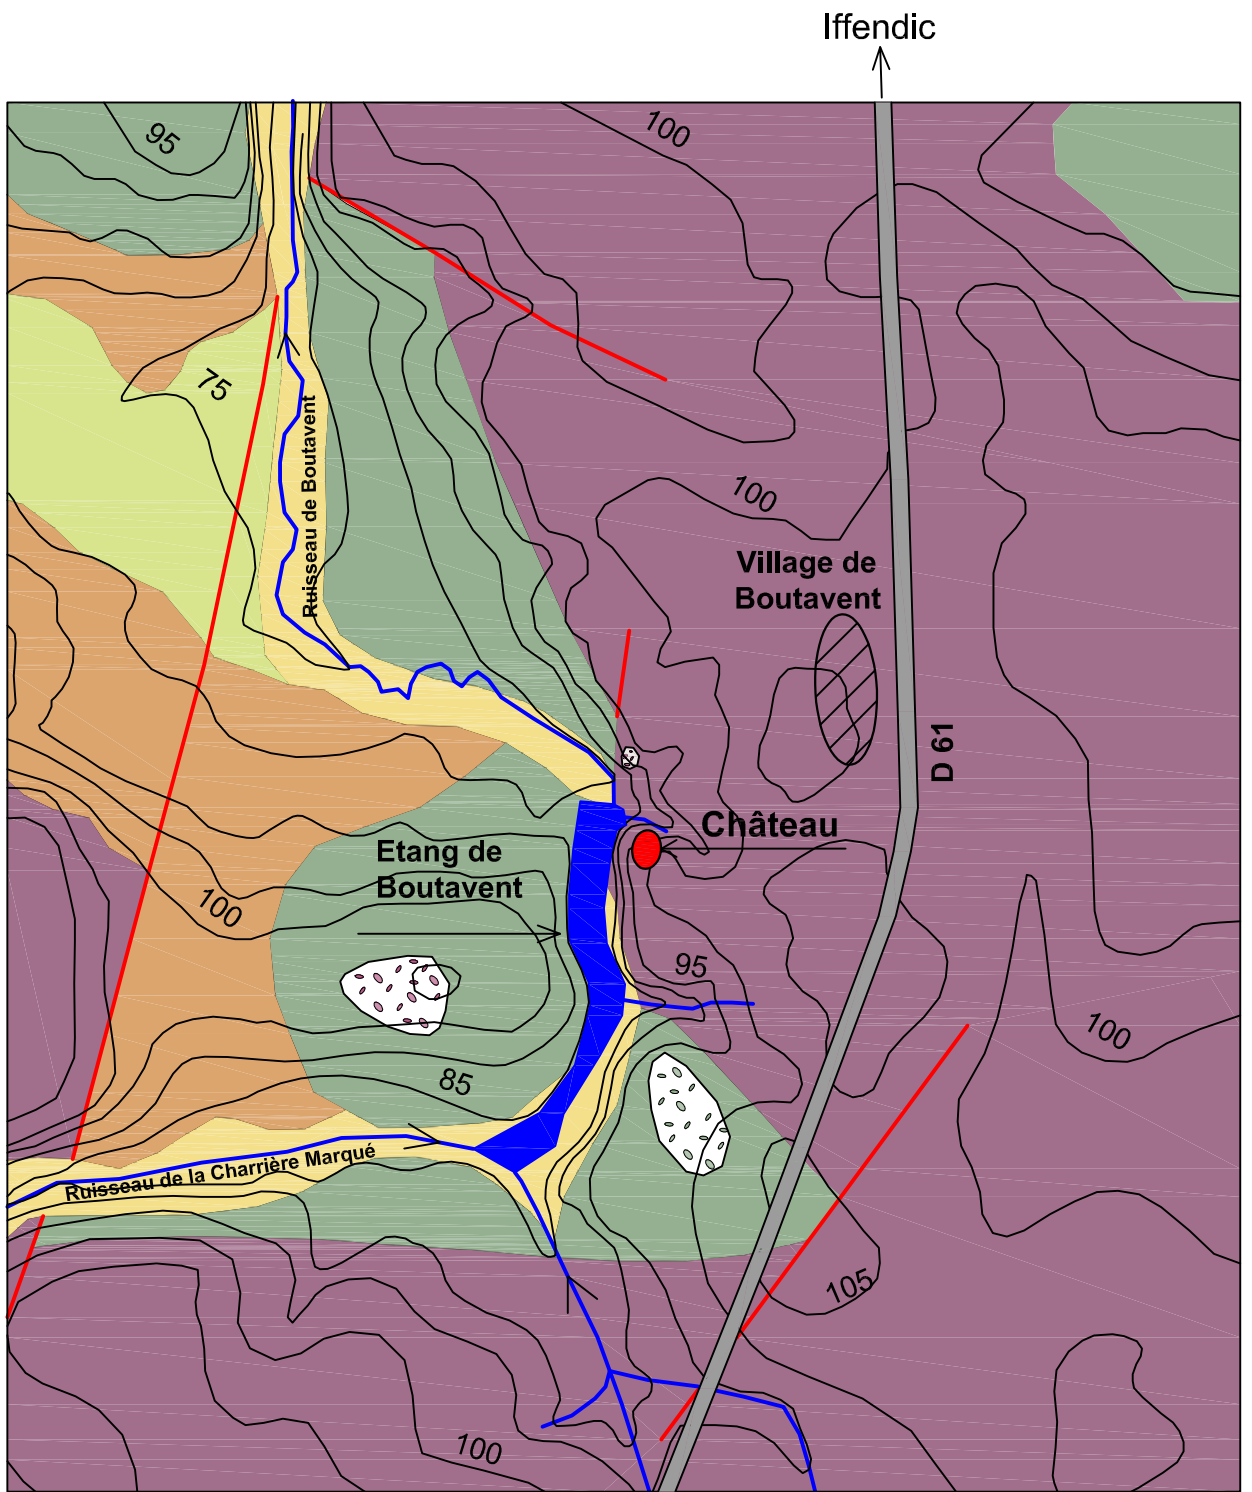 Iffendic
95
100
75
Ruisseau de Boutavent
100
Village de
Boutavent
D 61
Château
Etang de
Boutavent
100
95
100
85
Ruisseau de la Charrière Marqué
105
100